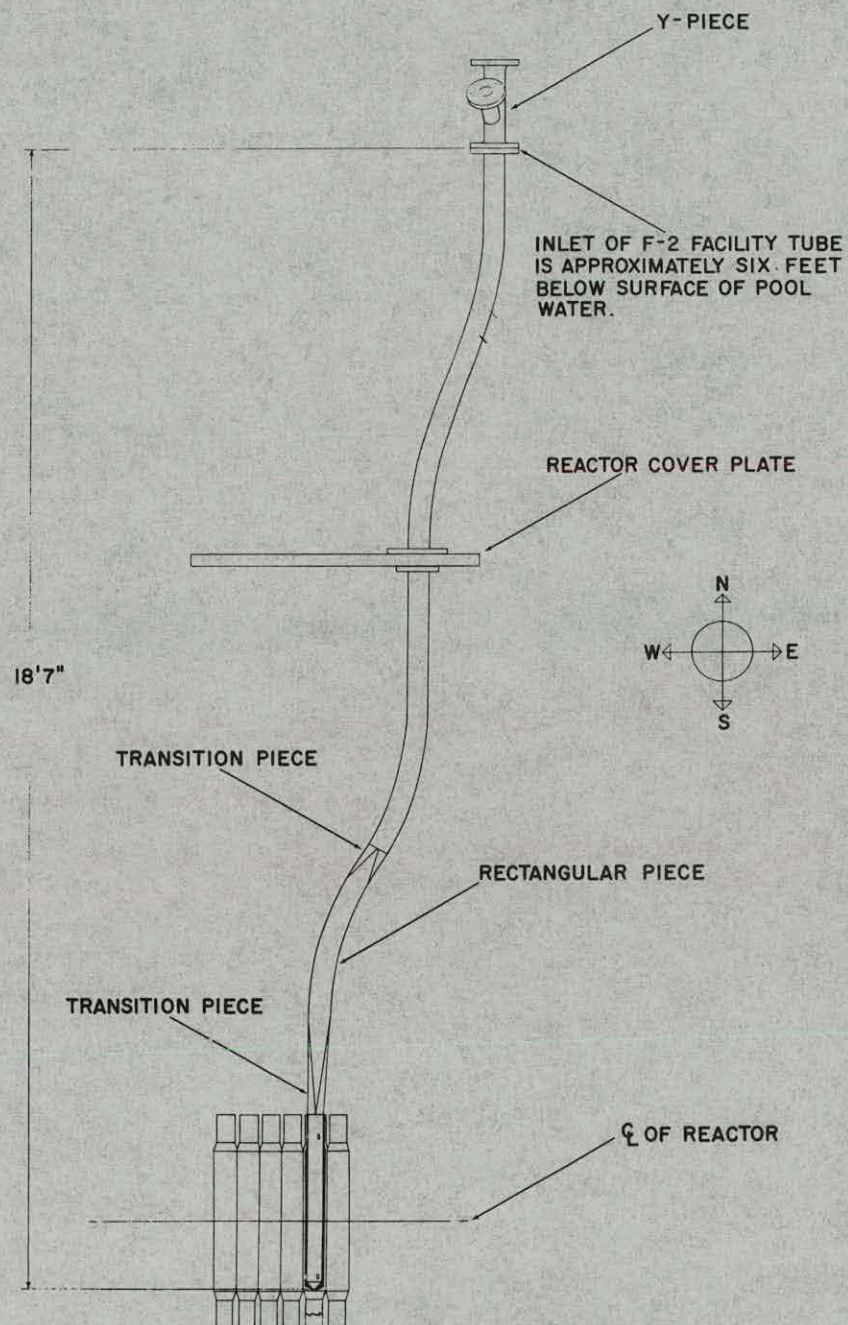 Y-PIECE
INLET OF F-2 FACILITY TUBE
IS APPROXIMATELY SIX FEET
BELOW SURFACE OF POOL
WATER.
REACTOR COVER PLATE
N
W E
S
18'7"
TRANSITION PIECE
RECTANGULAR PIECE
TRANSITION PIECE
℄ OF REACTOR